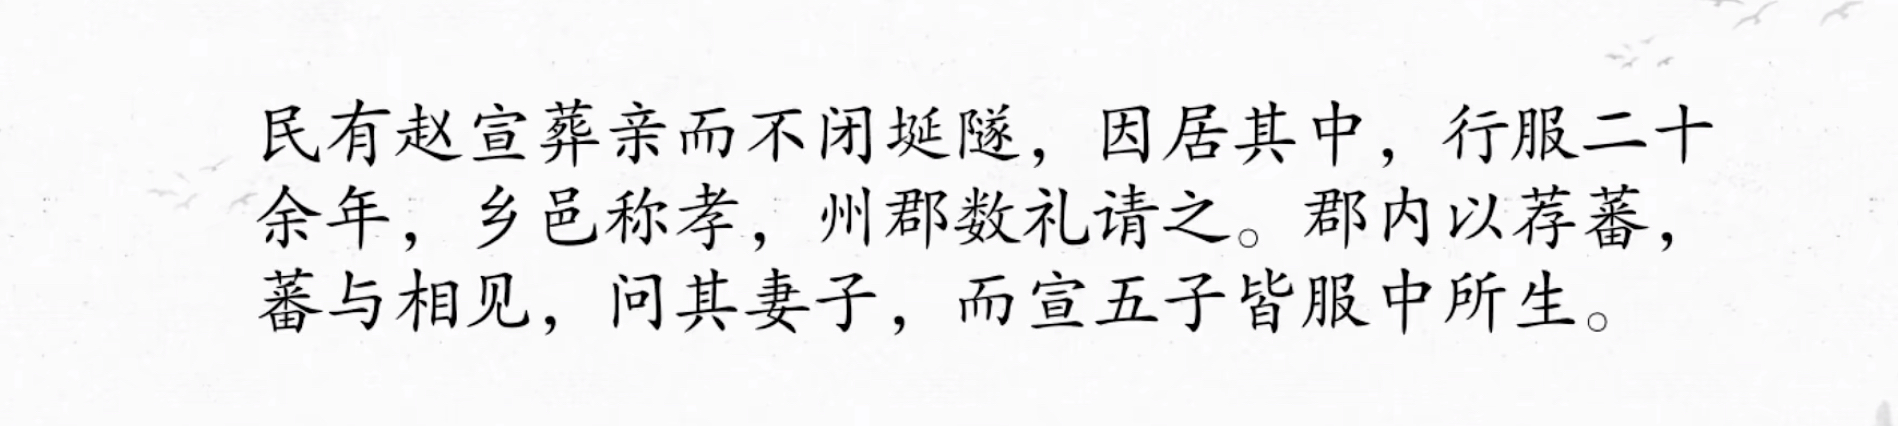 民有赵宣葬亲而不闭埏隧，因居其中，行服二十
余年，乡邑称孝，州郡数礼请之。郡内以荐蕃，
蕃与相见，问其妻子，而宣五子皆服中所生。